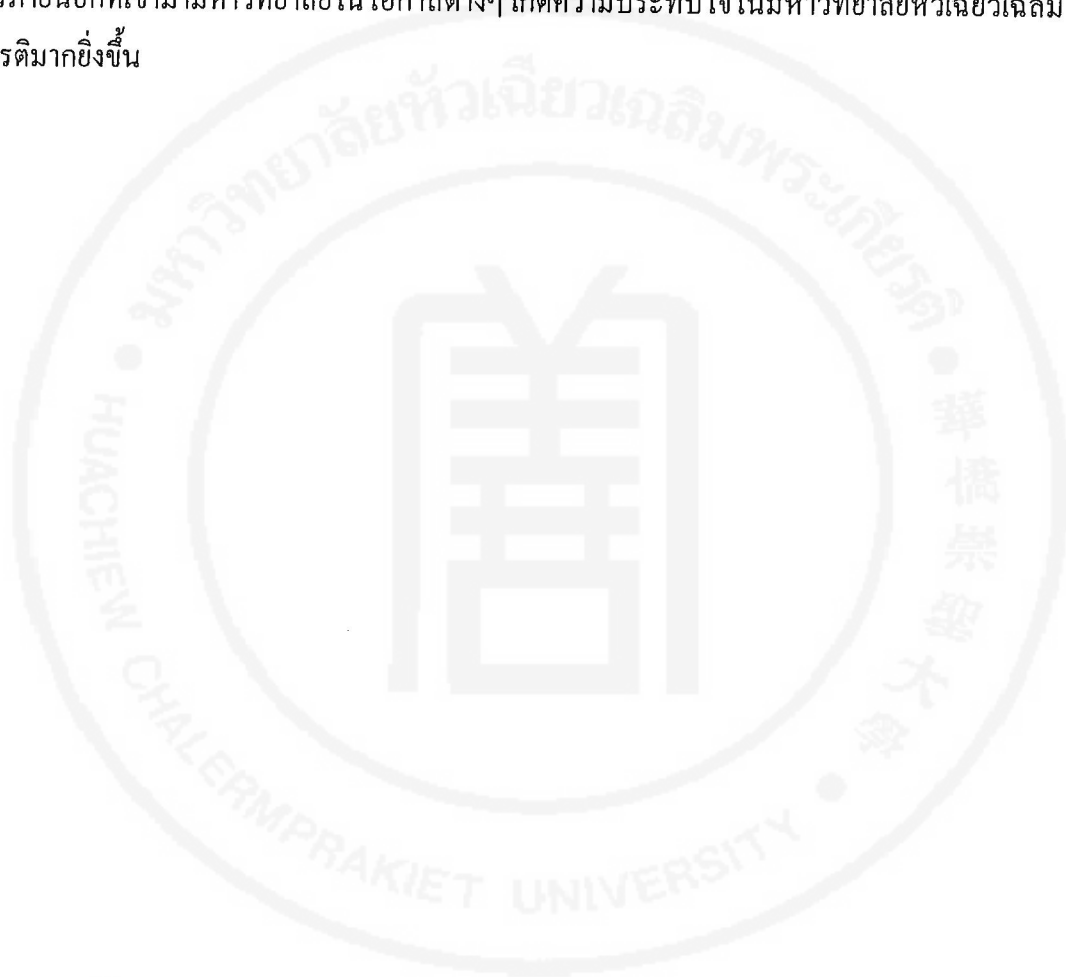 ภายนอกที่เข้ามามหาวิทยาลัยในโอกาสต่างๆ เกิดความประทับใจในมหาวิทยาลัยหัวเฉียวเฉลิม
รติมากยิ่งขึ้น
มหาวิทยาลัยหัวเฉียวเฉลิมพระเกียรติ
華僑崇聖大學
HUACHIEW CHALERMPRAKIET UNIVERSITY